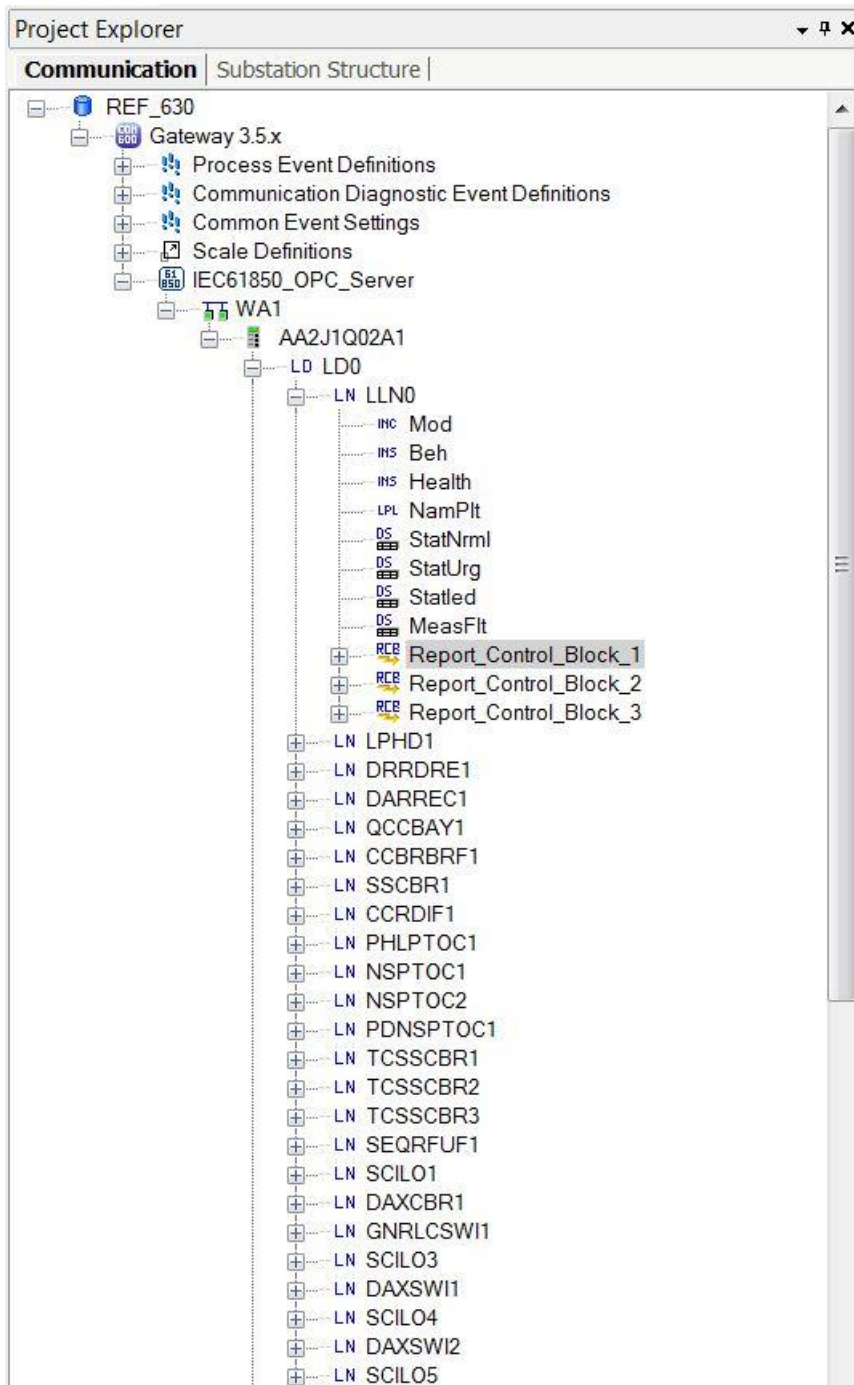 Project Explorer
Communication Substation Structure
REF_630
COM 600 Gateway 3.5.x
Process Event Definitions
Communication Diagnostic Event Definitions
Common Event Settings
Scale Definitions
61 850 IEC61850_OPC_Server
WA1
AA2J1Q02A1
LD LD0
LN LLN0
INC Mod
INS Beh
INS Health
LPL NamPlt
DS StatNrml
DS StatUrg
DS Statled
DS MeasFlt
RCB Report_Control_Block_1
RCB Report_Control_Block_2
RCB Report_Control_Block_3
LN LPHD1
LN DRRDRE1
LN DARREC1
LN QCCBAY1
LN CCBRBRF1
LN SSCBR1
LN CCRDIF1
LN PHLPTOC1
LN NSPTOC1
LN NSPTOC2
LN PDNSPTOC1
LN TCSSCBR1
LN TCSSCBR2
LN TCSSCBR3
LN SEQRFUF1
LN SCILO1
LN DAXCBR1
LN GNRLCSWI1
LN SCILO3
LN DAXSWI1
LN SCILO4
LN DAXSWI2
LN SCILO5